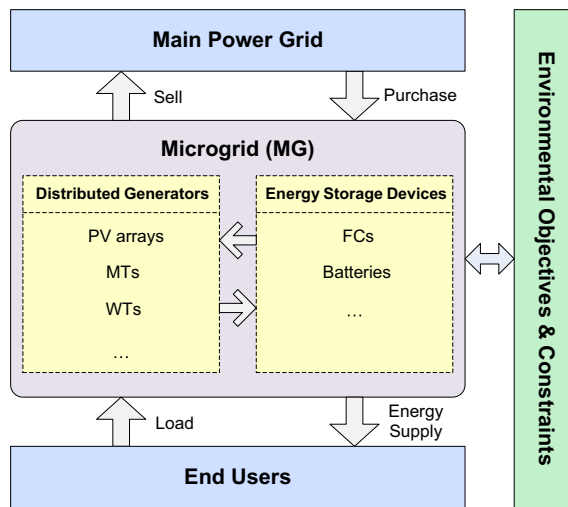 Main Power Grid
Sell
Purchase
Microgrid (MG)
Distributed Generators
PV arrays
MTs
WTs
…
Energy Storage Devices
FCs
Batteries
…
Load
Energy
Supply
End Users
Environmental Objectives & Constraints